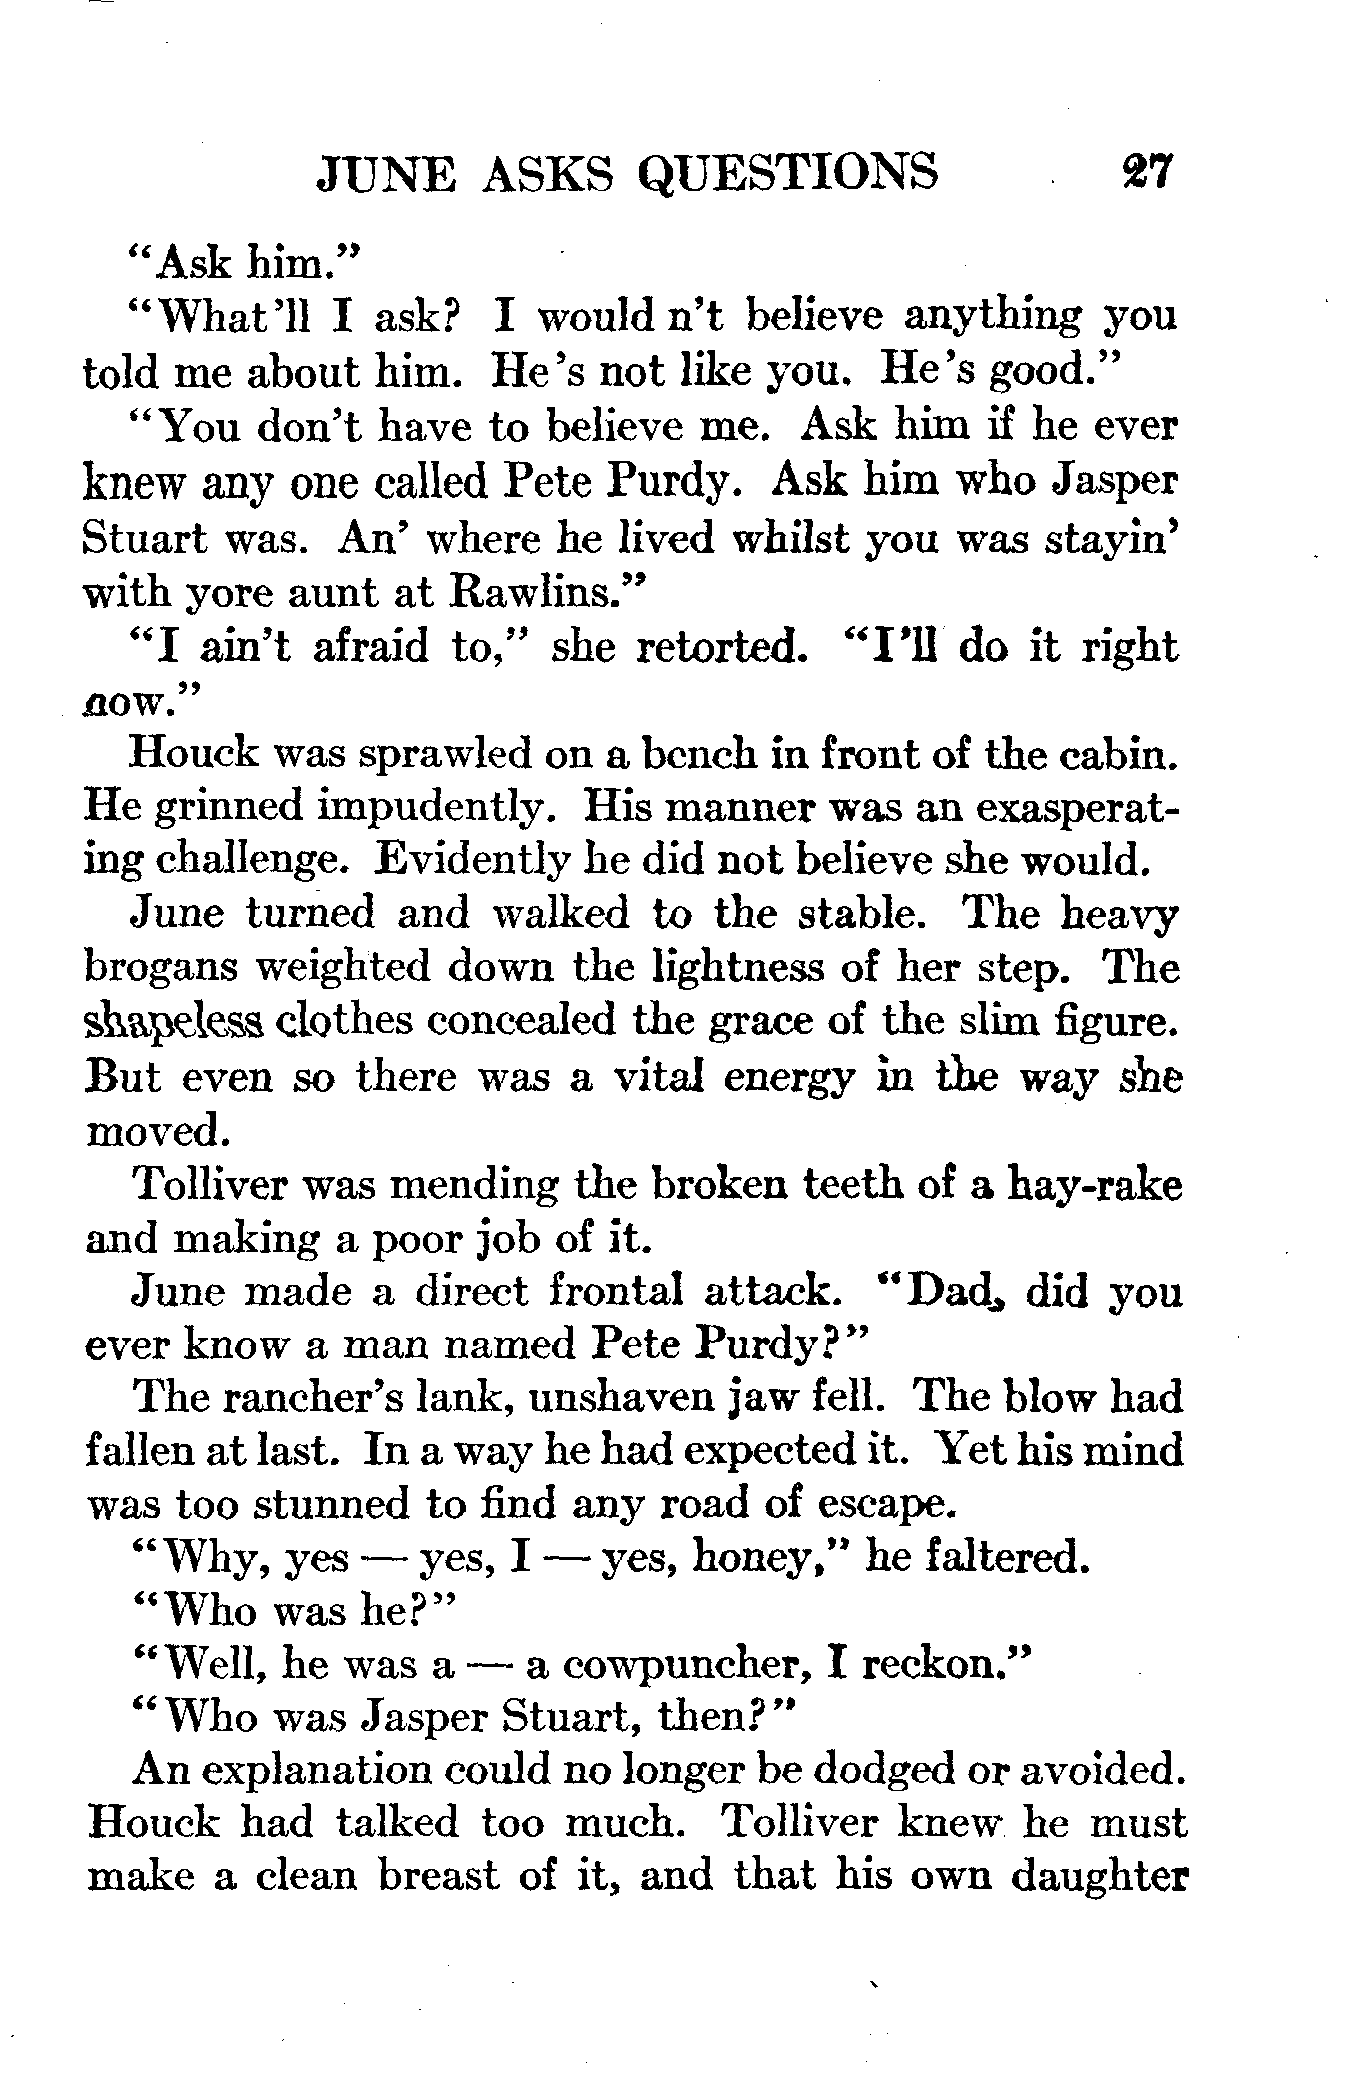 JUNE ASKS QUESTIONS 27
“Ask him.”
“What’ll I ask? I would n’t believe anything you
told me about him. He’s not like you. He’s good.”
“You don’t have to believe me. Ask him if he ever
knew any one called Pete Purdy. Ask him who Jasper
Stuart was. An’ where he lived whilst you was stayin’
with yore aunt at Rawlins.”
“I ain’t afraid to,” she retorted. “I’ll do it right
now.”
Houck was sprawled on a bench in front of the cabin.
He grinned impudently. His manner was an exasperat-
ing challenge. Evidently he did not believe she would.
June turned and walked to the stable. The heavy
brogans weighted down the lightness of her step. The
shapeless clothes concealed the grace of the slim figure.
But even so there was a vital energy in the way she
moved.
Tolliver was mending the broken teeth of a hay-rake
and making a poor job of it.
June made a direct frontal attack. “Dad, did you
ever know a man named Pete Purdy?”
The rancher’s lank, unshaven jaw fell. The blow had
fallen at last. In a way he had expected it. Yet his mind
was too stunned to find any road of escape.
“Why, yes — yes, I — yes, honey,” he faltered.
“Who was he?”
“Well, he was a — a cowpuncher, I reckon.”
“Who was Jasper Stuart, then?”
An explanation could no longer be dodged or avoided.
Houck had talked too much. Tolliver knew he must
make a clean breast of it, and that his own daughter